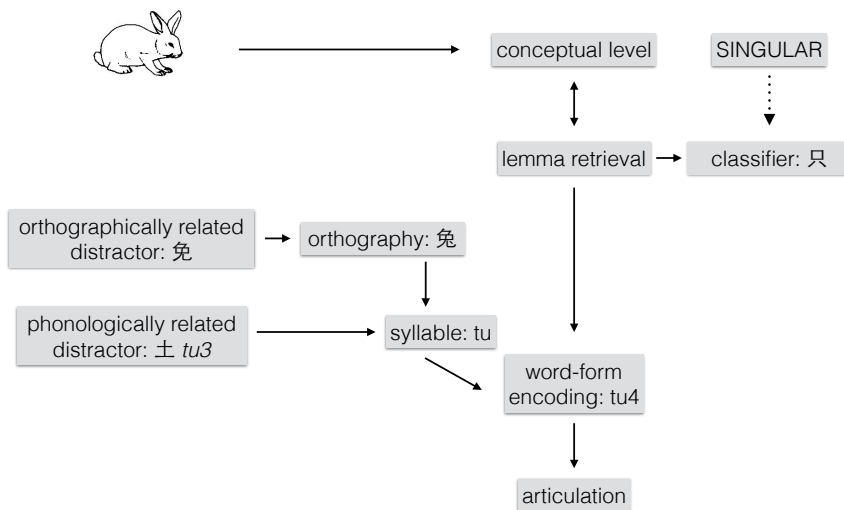 conceptual level
SINGULAR
lemma retrieval
classifier: 只
orthographically related
distractor: 免
orthography: 兔
phonologically related
distractor: 土 tu3
syllable: tu
word-form
encoding: tu4
articulation